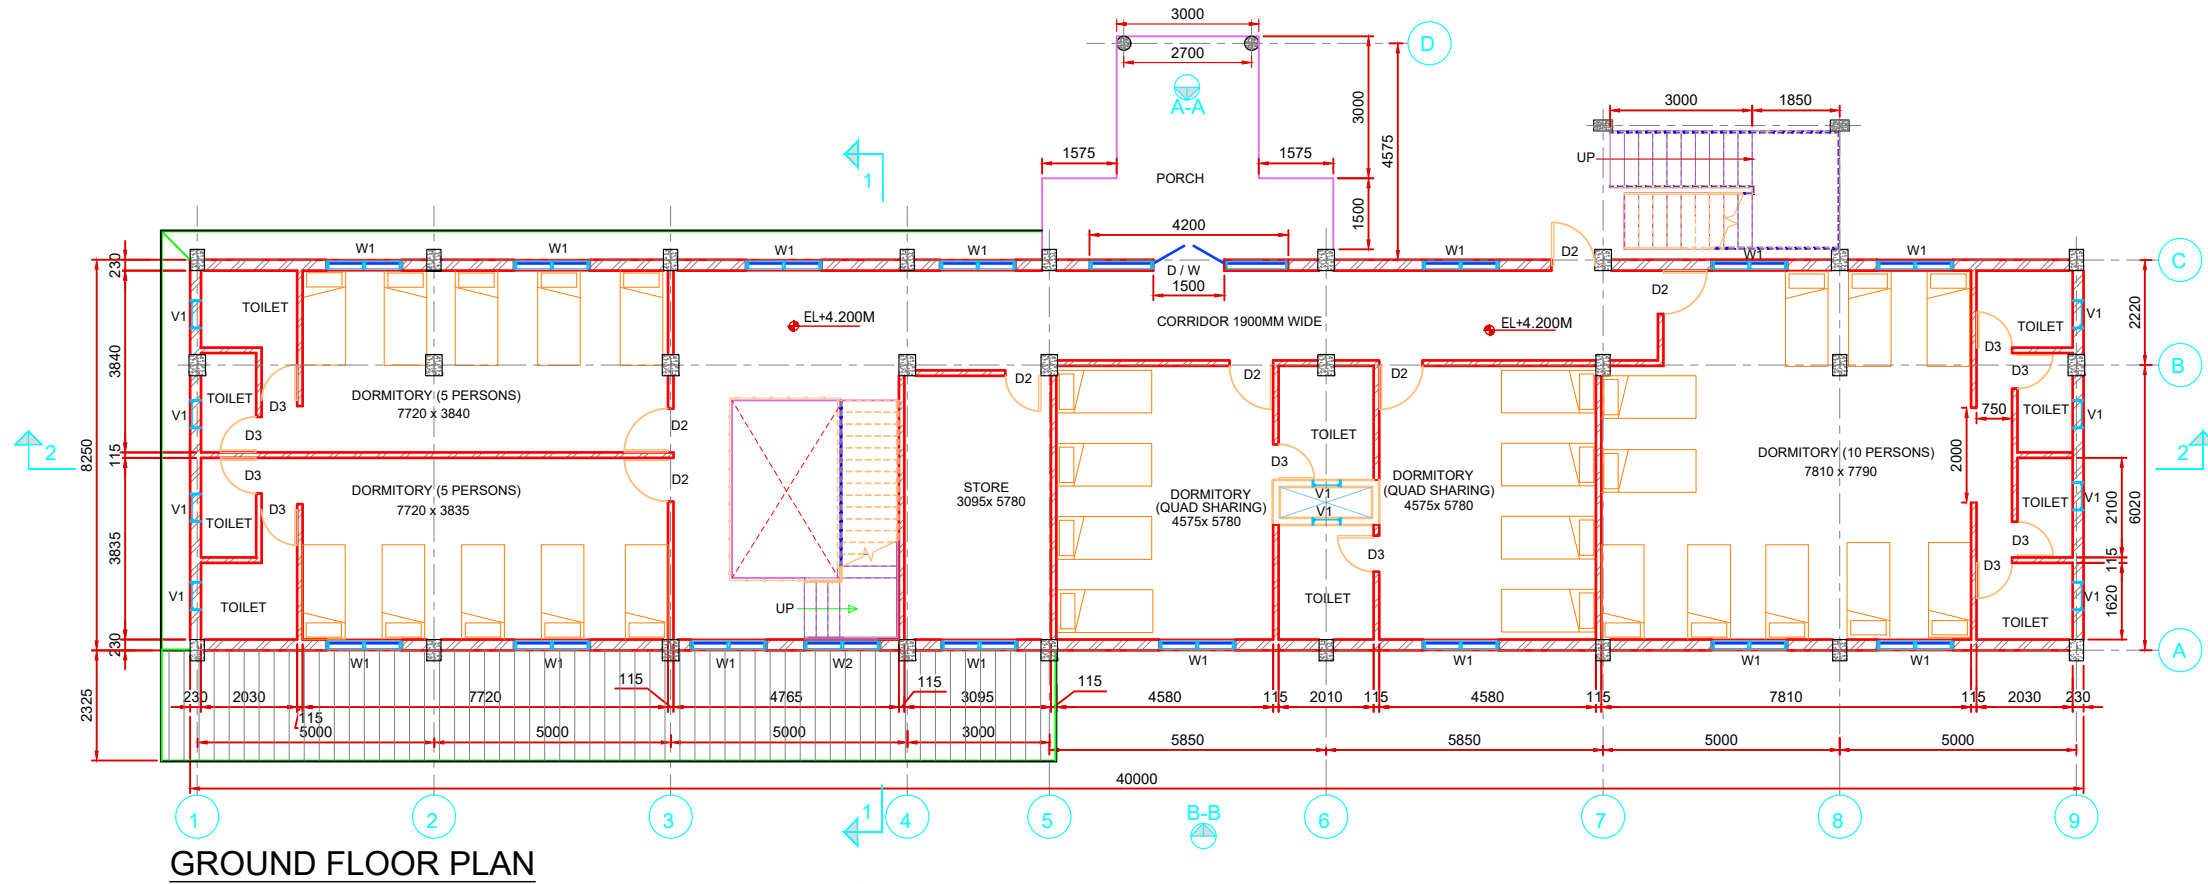 3000
D
2700
A-A
3000
4575
3000
1850
1575
1575
UP
1
PORCH
1500
4200
W1
W1
W1
W1
W1
D2
W1
W1
C
230
D / W
1500
D2
V1
TOILET
EL+4.200M
CORRIDOR 1900MM WIDE
EL+4.200M
TOILET
V1
2220
3840
D3
B
D2
D2
D2
D3
TOILET
D3
DORMITORY (5 PERSONS)
7720 x 3840
V1
750
TOILET
V1
D3
D2
TOILET
2
8250
115
2000
DORMITORY (10 PERSONS)
7810 x 7790
2
D3
D3
D2
DORMITORY (5 PERSONS)
7720 x 3835
STORE
3095x 5780
DORMITORY
(QUAD SHARING)
4575x 5780
V1
V1
DORMITORY
(QUAD SHARING)
4575x 5780
V1
TOILET
D3
TOILET
V1
2100
6020
3835
D3
D3
D3
115
V1
TOILET
UP
TOILET
TOILET
V1
1620
230
W1
W1
W1
W2
W1
W1
W1
W1
W1
A
2325
230
2030
115
7720
115
4765
115
3095
115
4580
115
2010
115
4580
115
7810
115
2030
230
5000
5000
5000
3000
5850
5850
5000
5000
40000
1
2
3
1
4
5
B-B
6
7
8
9
GROUND FLOOR PLAN